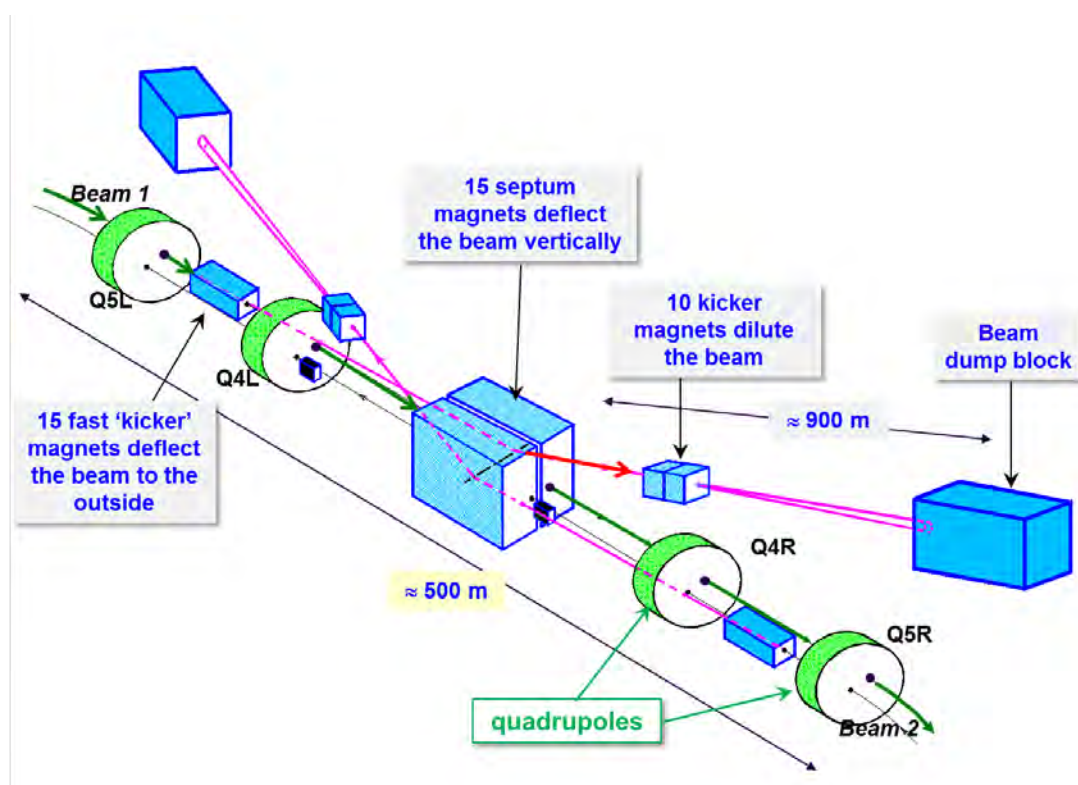 Beam 1
15 septum
magnets deflect
the beam vertically
Q5L
10 kicker
magnets dilute
the beam
Beam
dump block
Q4L
≈ 900 m
15 fast ‘kicker’
magnets deflect
the beam to the
outside
Q4R
≈ 500 m
Q5R
quadrupoles
Beam 2